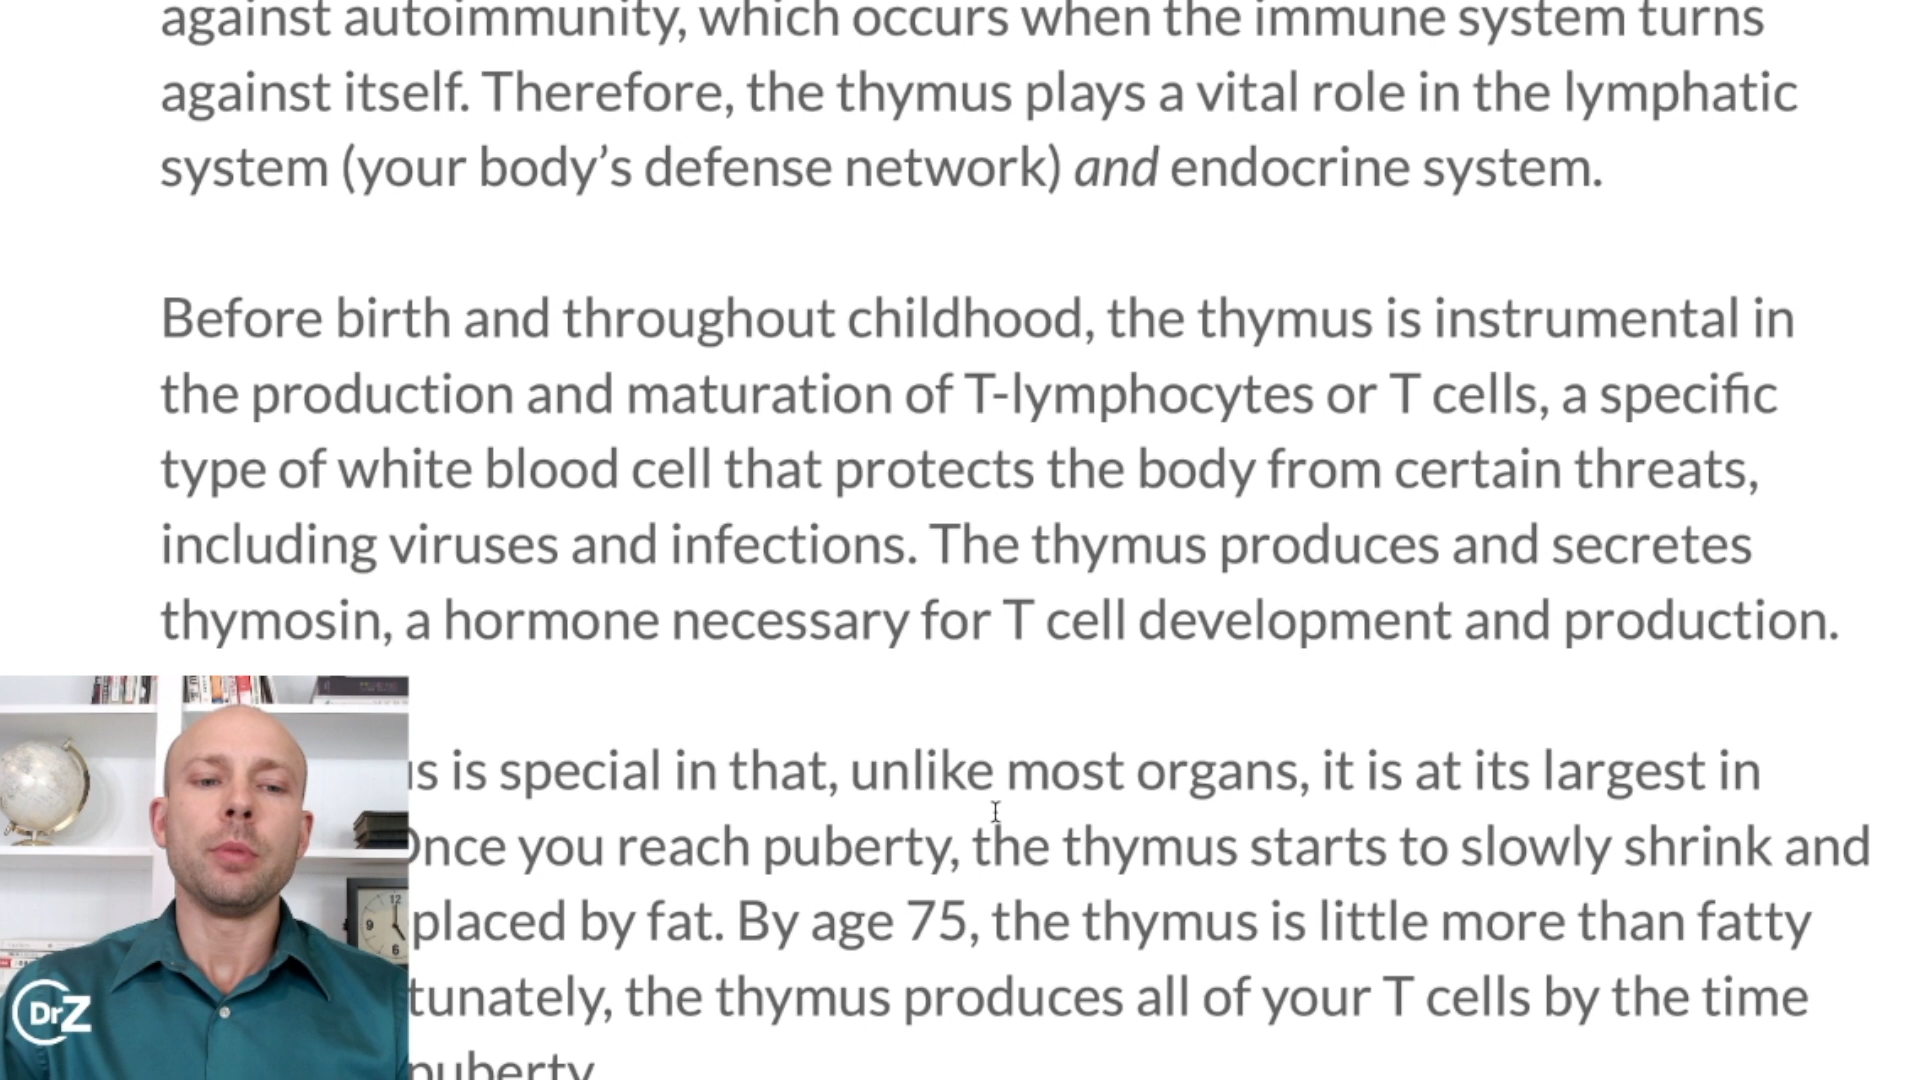 against autoimmunity, which occurs when the immune system turns
against itself. Therefore, the thymus plays a vital role in the lymphatic
system (your body’s defense network) and endocrine system.
Before birth and throughout childhood, the thymus is instrumental in
the production and maturation of T-lymphocytes or T cells, a specific
type of white blood cell that protects the body from certain threats,
including viruses and infections. The thymus produces and secretes
thymosin, a hormone necessary for T cell development and production.
is special in that, unlike most organs, it is at its largest in
Once you reach puberty, the thymus starts to slowly shrink and
placed by fat. By age 75, the thymus is little more than fatty
tunately, the thymus produces all of your T cells by the time
puberty.
12
9
6
DrZ